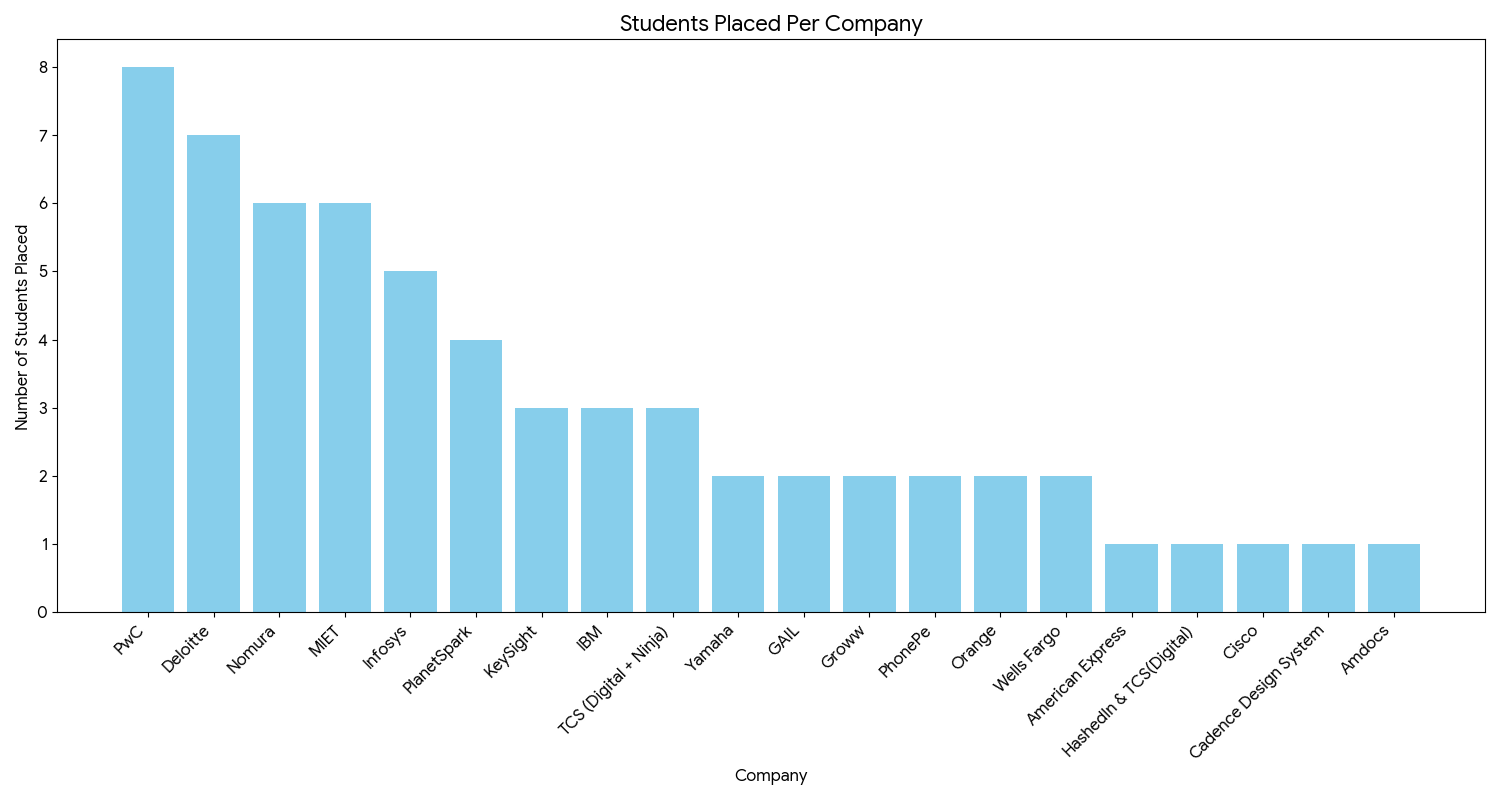 Students Placed Per Company
Number of Students Placed
8
7
6
5
4
3
2
1
0
PwC
Deloitte
Nomura
MIET
Infosys
PlanetSpark
KeySight
IBM
TCS (Digital + Ninja)
Yamaha
GAIL
Groww
PhonePe
Orange
Wells Fargo
American Express
HashedIn & TCS(Digital)
Cisco
Cadence Design System
Amdocs
Company